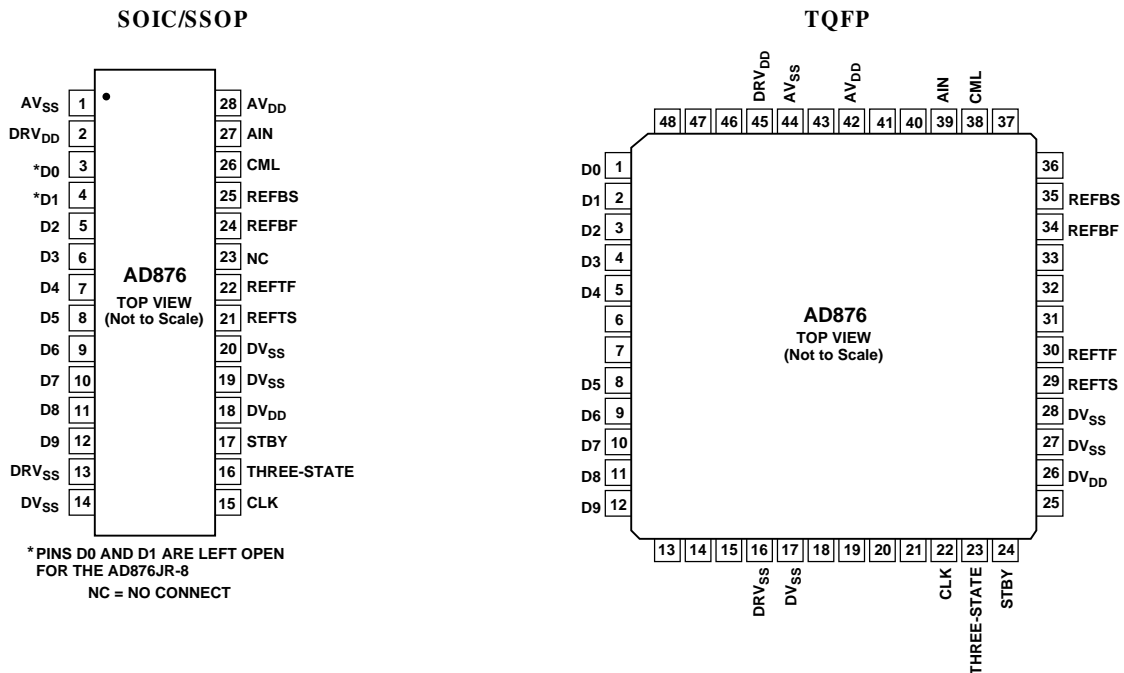 SOIC/SSOP
AVSS 1
DRVDD 2
*D0 3
*D1 4
D2 5
D3 6
D4 7
D5 8
D6 9
D7 10
D8 11
D9 12
DRVSS 13
DVSS 14
AD876
TOP VIEW
(Not to Scale)
28 AVDD
27 AIN
26 CML
25 REFBS
24 REFBF
23 NC
22 REFTF
21 REFTS
20 DVSS
19 DVSS
18 DVDD
17 STBY
16 THREE-STATE
15 CLK
*PINS D0 AND D1 ARE LEFT OPEN
FOR THE AD876JR-8
NC = NO CONNECT
TQFP
DRVDD AVSS AVDD AIN CML
48 47 46 45 44 43 42 41 40 39 38 37
D0 1
D1 2
D2 3
D3 4
D4 5
6
7
D5 8
D6 9
D7 10
D8 11
D9 12
AD876
TOP VIEW
(Not to Scale)
36
35 REFBS
34 REFBF
33
32
31
30 REFTF
29 REFTS
28 DVSS
27 DVSS
26 DVDD
25
13 14 15 16 17 18 19 20 21 22 23 24
DRVSS DVSS CLK THREE-STATE STBY